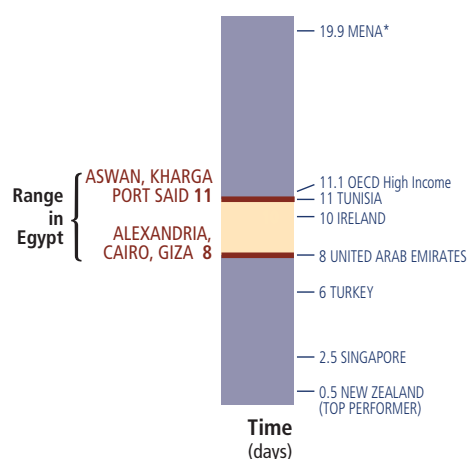 19.9 MENA*
ASWAN, KHARGA
PORT SAID 11
11.1 OECD High Income
11 TUNISIA
10 IRELAND
Range
in
Egypt
ALEXANDRIA,
CAIRO, GIZA 8
8 UNITED ARAB EMIRATES
6 TURKEY
2.5 SINGAPORE
0.5 NEW ZEALAND
(TOP PERFORMER)
Time
(days)